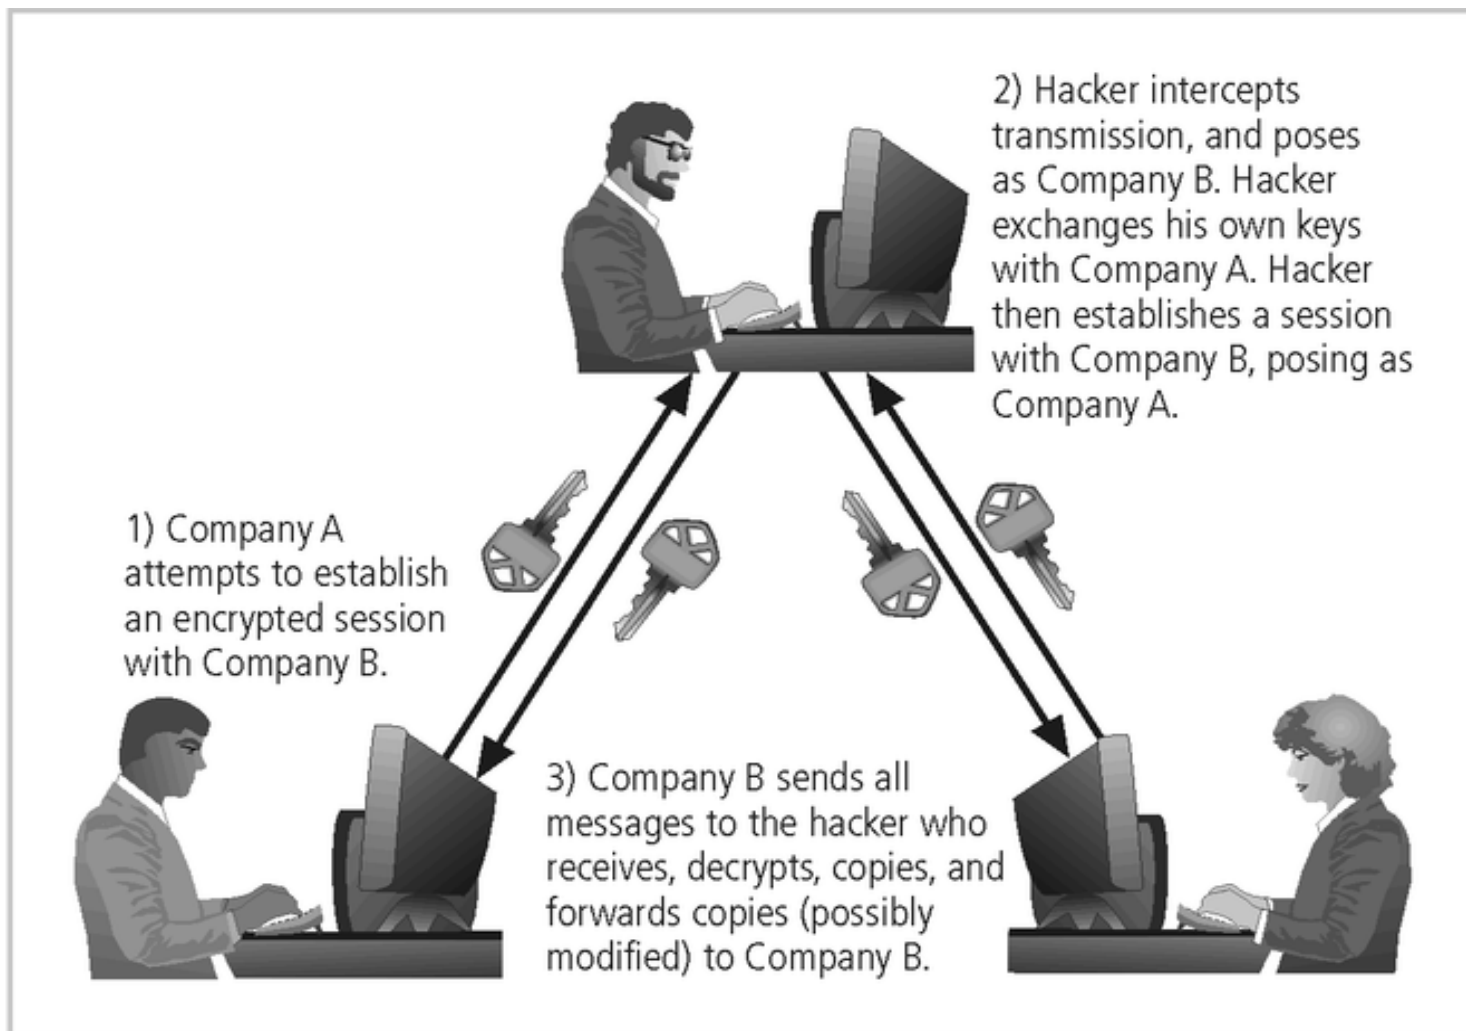 1) Company A
attempts to establish
an encrypted session
with Company B.
2) Hacker intercepts
transmission, and poses
as Company B. Hacker
exchanges his own keys
with Company A. Hacker
then establishes a session
with Company B, posing as
Company A.
3) Company B sends all
messages to the hacker who
receives, decrypts, copies, and
forwards copies (possibly
modified) to Company B.